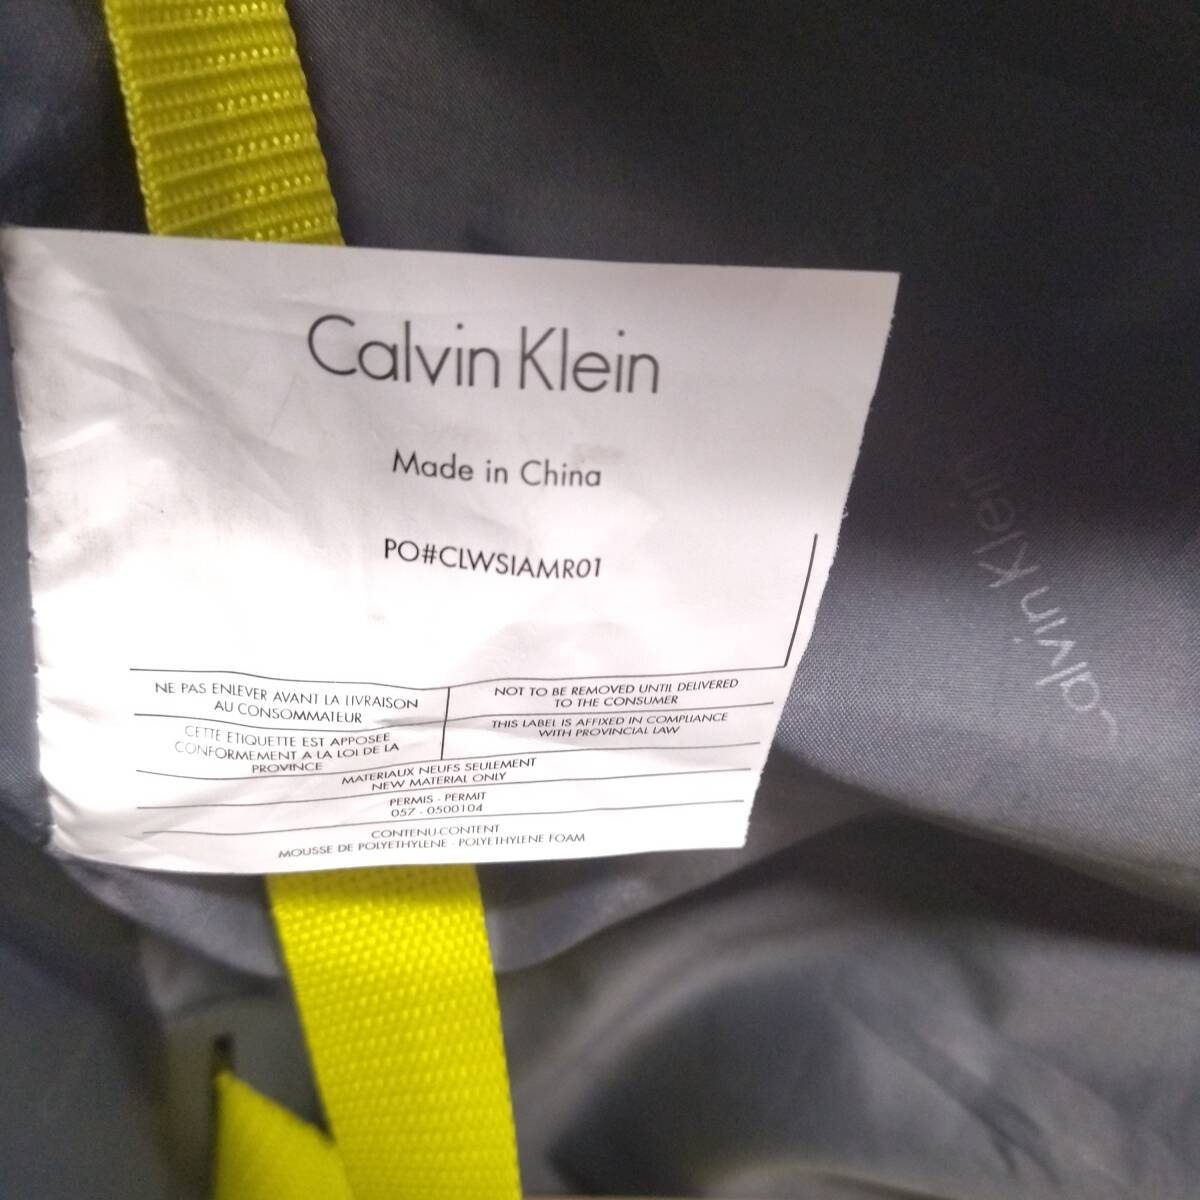 Calvin Klein
Made in China
PO#CLWSIAMR01
NE PAS ENLEVER AVANT LA LIVRAISON
AU CONSOMMATEUR
NOT TO BE REMOVED UNTIL DELIVERED
TO THE CONSUMER
CETTE ETIQUETTE EST APPOSEE
CONFORMEMENT A LA LOI DE LA
PROVINCE
THIS LABEL IS AFFIXED IN COMPLIANCE
WITH PROVINCIAL LAW
MATERIAUX NEUFS SEULEMENT
NEW MATERIAL ONLY
PERMIS - PERMIT
057 - 0500104
CONTENU-CONTENT
MOUSSE DE POLYETHYLENE - POLYETHYLENE FOAM
Calvin Klein